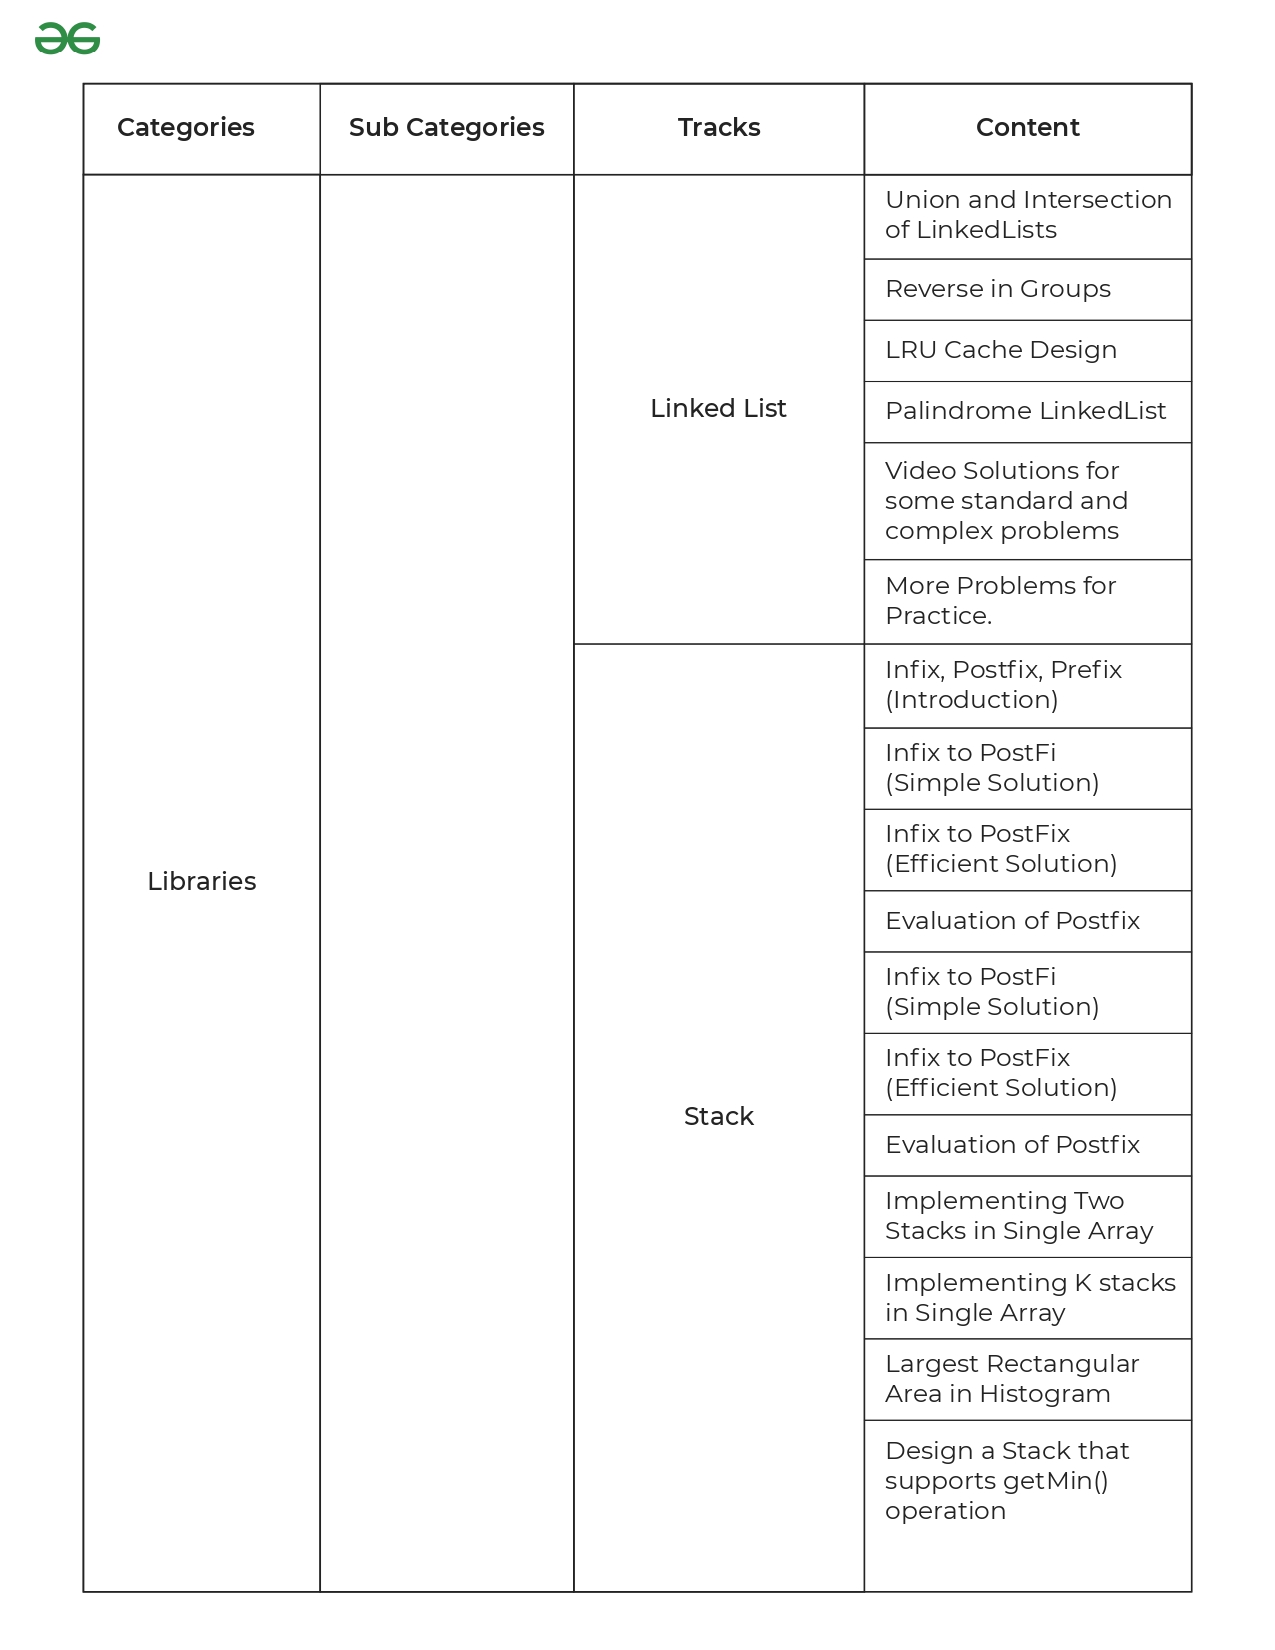 Categories
Sub Categories
Tracks
Content
Libraries
Linked List
Union and Intersection
of LinkedLists
Reverse in Groups
LRU Cache Design
Palindrome LinkedList
Video Solutions for
some standard and
complex problems
More Problems for
Practice.
Stack
Infix, Postfix, Prefix
(Introduction)
Infix to PostFi
(Simple Solution)
Infix to PostFix
(Efficient Solution)
Evaluation of Postfix
Infix to PostFi
(Simple Solution)
Infix to PostFix
(Efficient Solution)
Evaluation of Postfix
Implementing Two
Stacks in Single Array
Implementing K stacks
in Single Array
Largest Rectangular
Area in Histogram
Design a Stack that
supports getMin()
operation